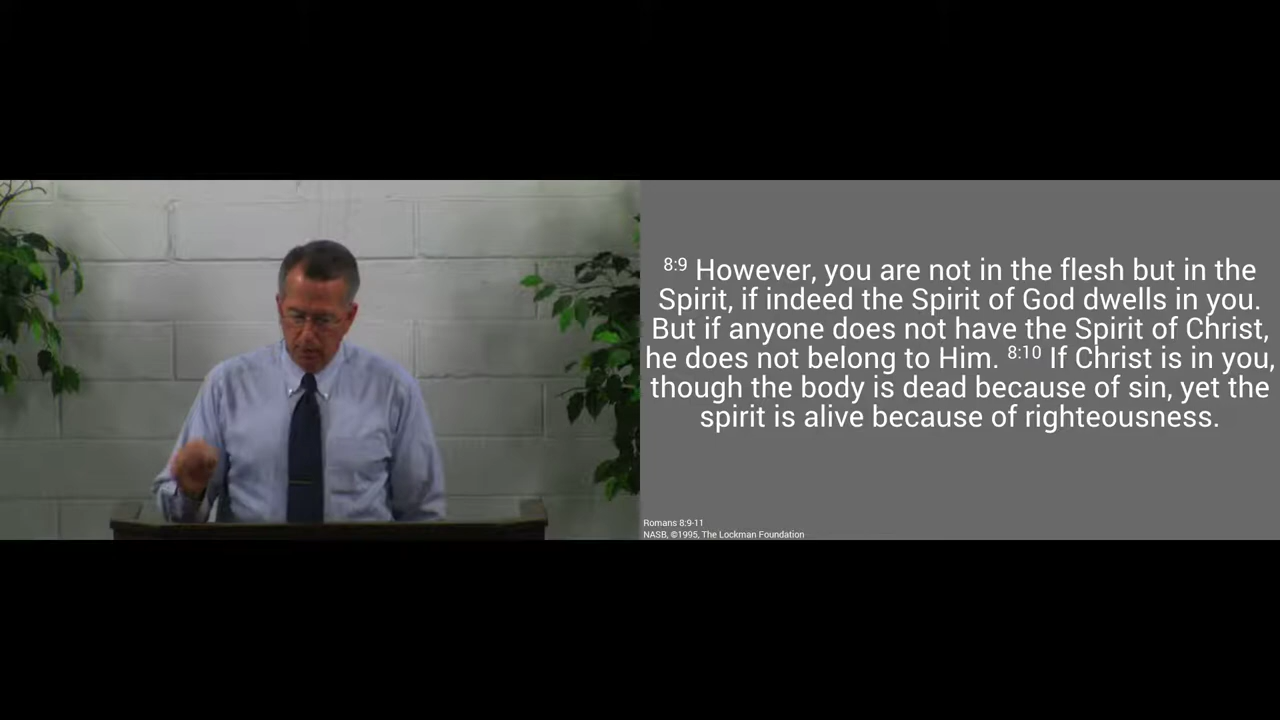 8:9 However, you are not in the flesh but in the
Spirit, if indeed the Spirit of God dwells in you.
But if anyone does not have the Spirit of Christ,
he does not belong to Him. 8:10 If Christ is in you,
though the body is dead because of sin, yet the
spirit is alive because of righteousness.
Romans 8:9-11
NASB, ©1995, The Lockman Foundation